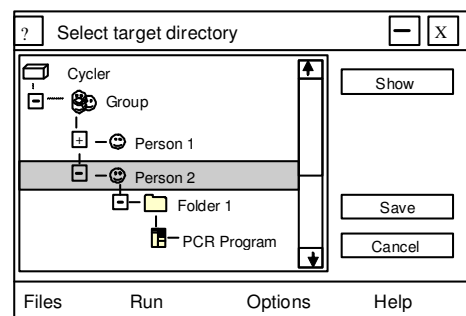 ? Select target directory X
Cycler
Group
Person 1
Person 2
Folder 1
PCR Program
Show
Save
Cancel
Files Run Options Help